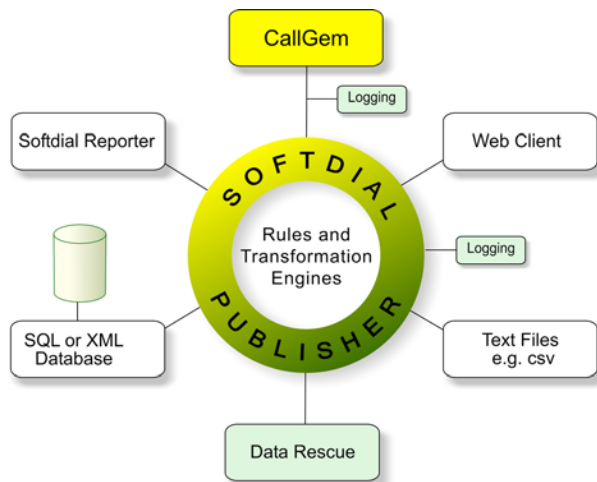 CallGem
Logging
Softdial Reporter
Web Client
SOFTDIAL
Rules and
Transformation
Engines
Logging
PUBLISHER
SQL or XML
Database
Text Files
e.g. csv
Data Rescue